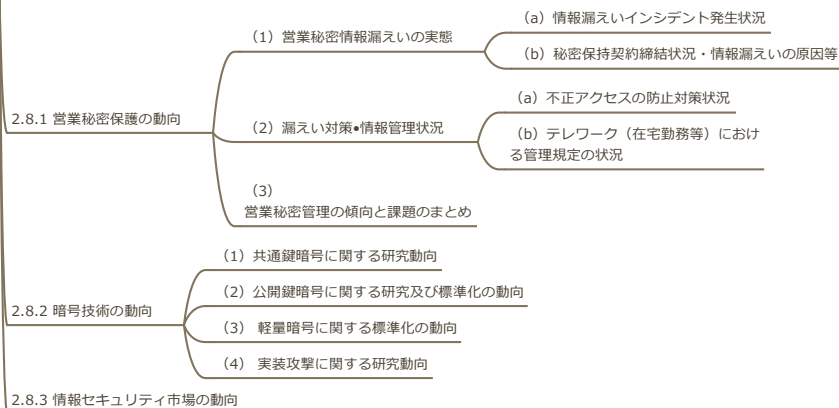 2.8.1 営業秘密保護の動向
（1）営業秘密情報漏えいの実態
（a）情報漏えいインシデント発生状況
（b）秘密保持契約締結状況・情報漏えいの原因等
（2）漏えい対策•情報管理状況
（a）不正アクセスの防止対策状況
（b）テレワーク（在宅勤務等）におけ
る管理規定の状況
（3）
営業秘密管理の傾向と課題のまとめ
2.8.2 暗号技術の動向
（1）共通鍵暗号に関する研究動向
（2）公開鍵暗号に関する研究及び標準化の動向
（3） 軽量暗号に関する標準化の動向
（4） 実装攻撃に関する研究動向
2.8.3 情報セキュリティ市場の動向